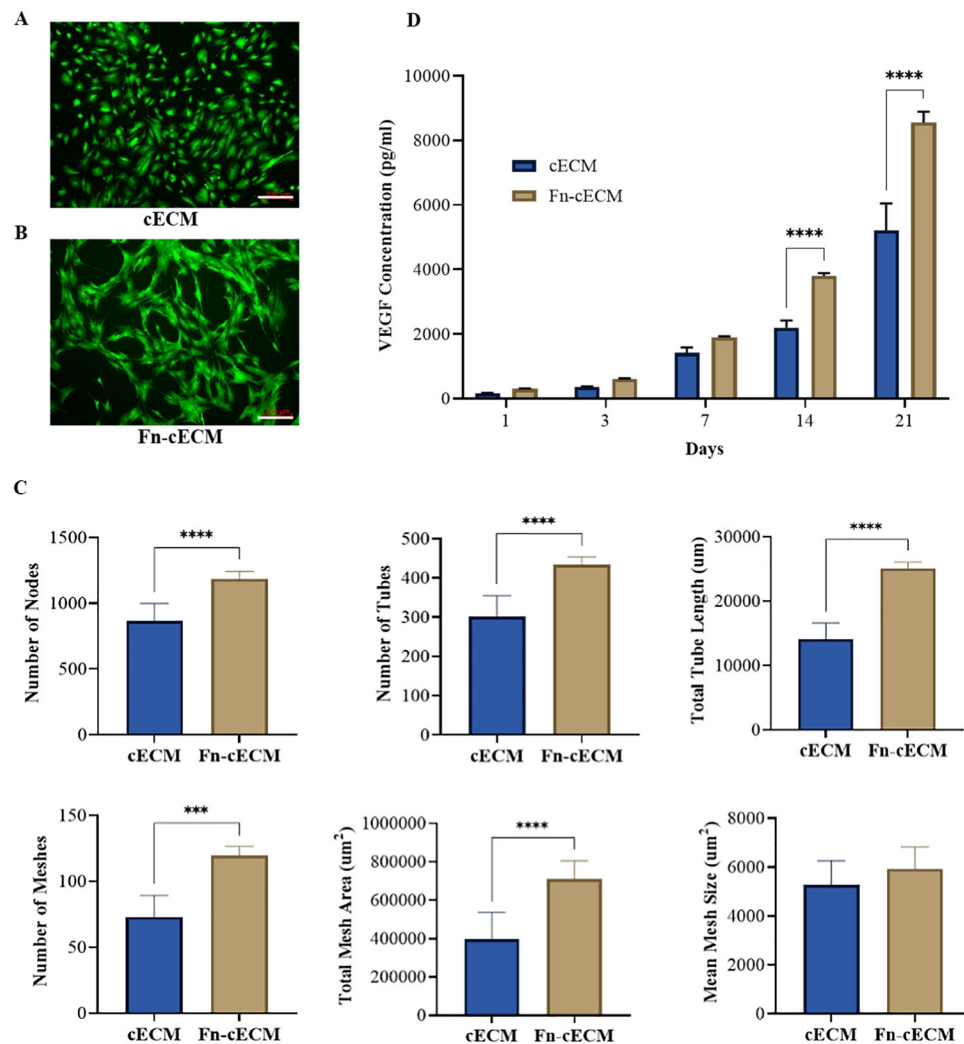 A
cECM
B
Fn-cECM
D
VEGF Concentration (pg/ml)
10000
8000
6000
4000
2000
0
cECM
Fn-cECM
****
****
1 3 7 14 21
Days
C
Number of Nodes
1500
1000
500
0
****
cECM Fn-cECM
Number of Tubes
500
400
300
200
100
0
****
cECM Fn-cECM
Total Tube Length (um)
30000
20000
10000
0
****
cECM Fn-cECM
Number of Meshes
150
100
50
0
***
cECM Fn-cECM
Total Mesh Area (um²)
1000000
800000
600000
400000
200000
0
****
cECM Fn-cECM
Mean Mesh Size (um²)
8000
6000
4000
2000
0
cECM Fn-cECM